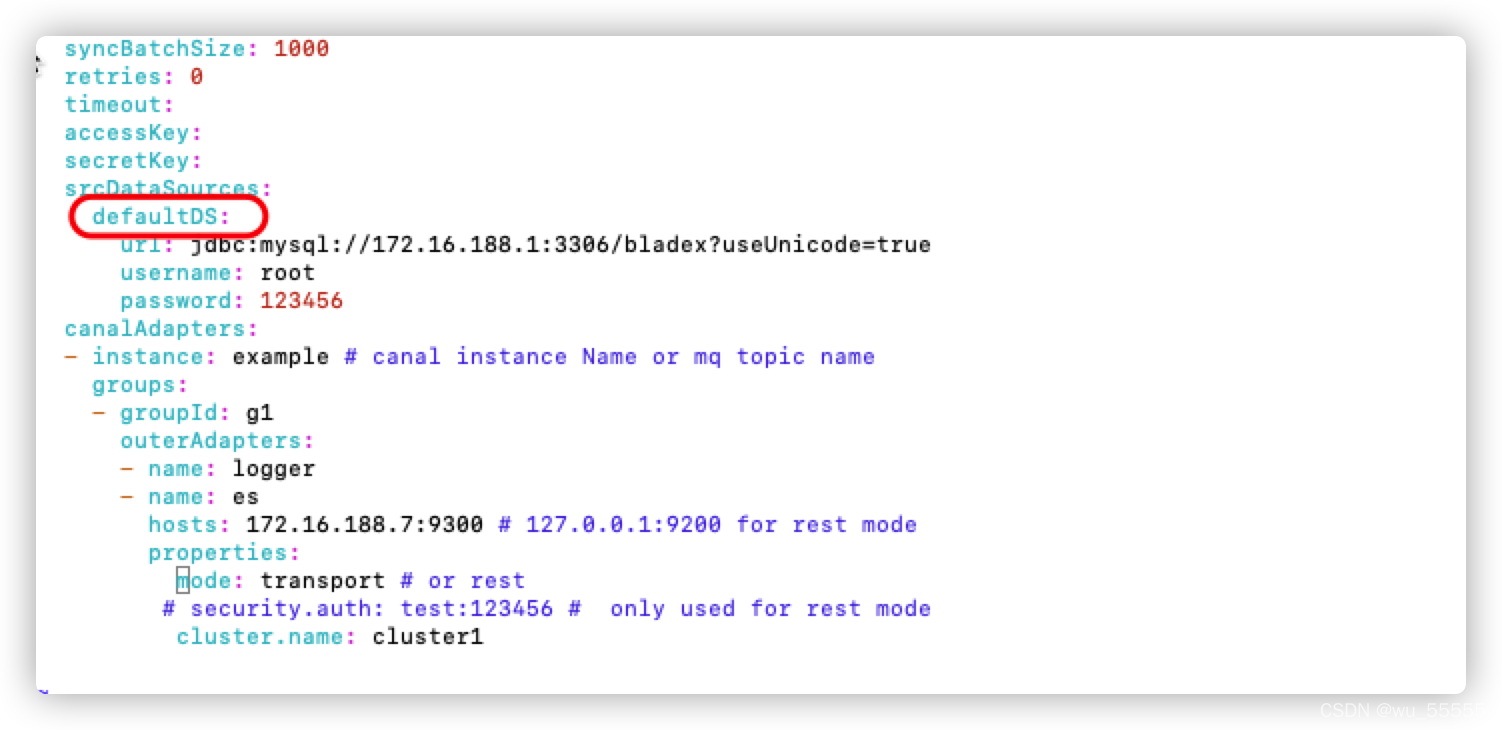 syncBatchSize: 1000
retries: 0
timeout:
accessKey:
secretKey:
srcDataSources:
  defaultDS:
    url: jdbc:mysql://172.16.188.1:3306/bladex?useUnicode=true
    username: root
    password: 123456
canalAdapters:
- instance: example # canal instance Name or mq topic name
  groups:
  - groupId: g1
    outerAdapters:
    - name: logger
    - name: es
      hosts: 172.16.188.7:9300 # 127.0.0.1:9200 for rest mode
      properties:
        mode: transport # or rest
       # security.auth: test:123456 #  only used for rest mode
        cluster.name: cluster1
CSDN @wu_5555